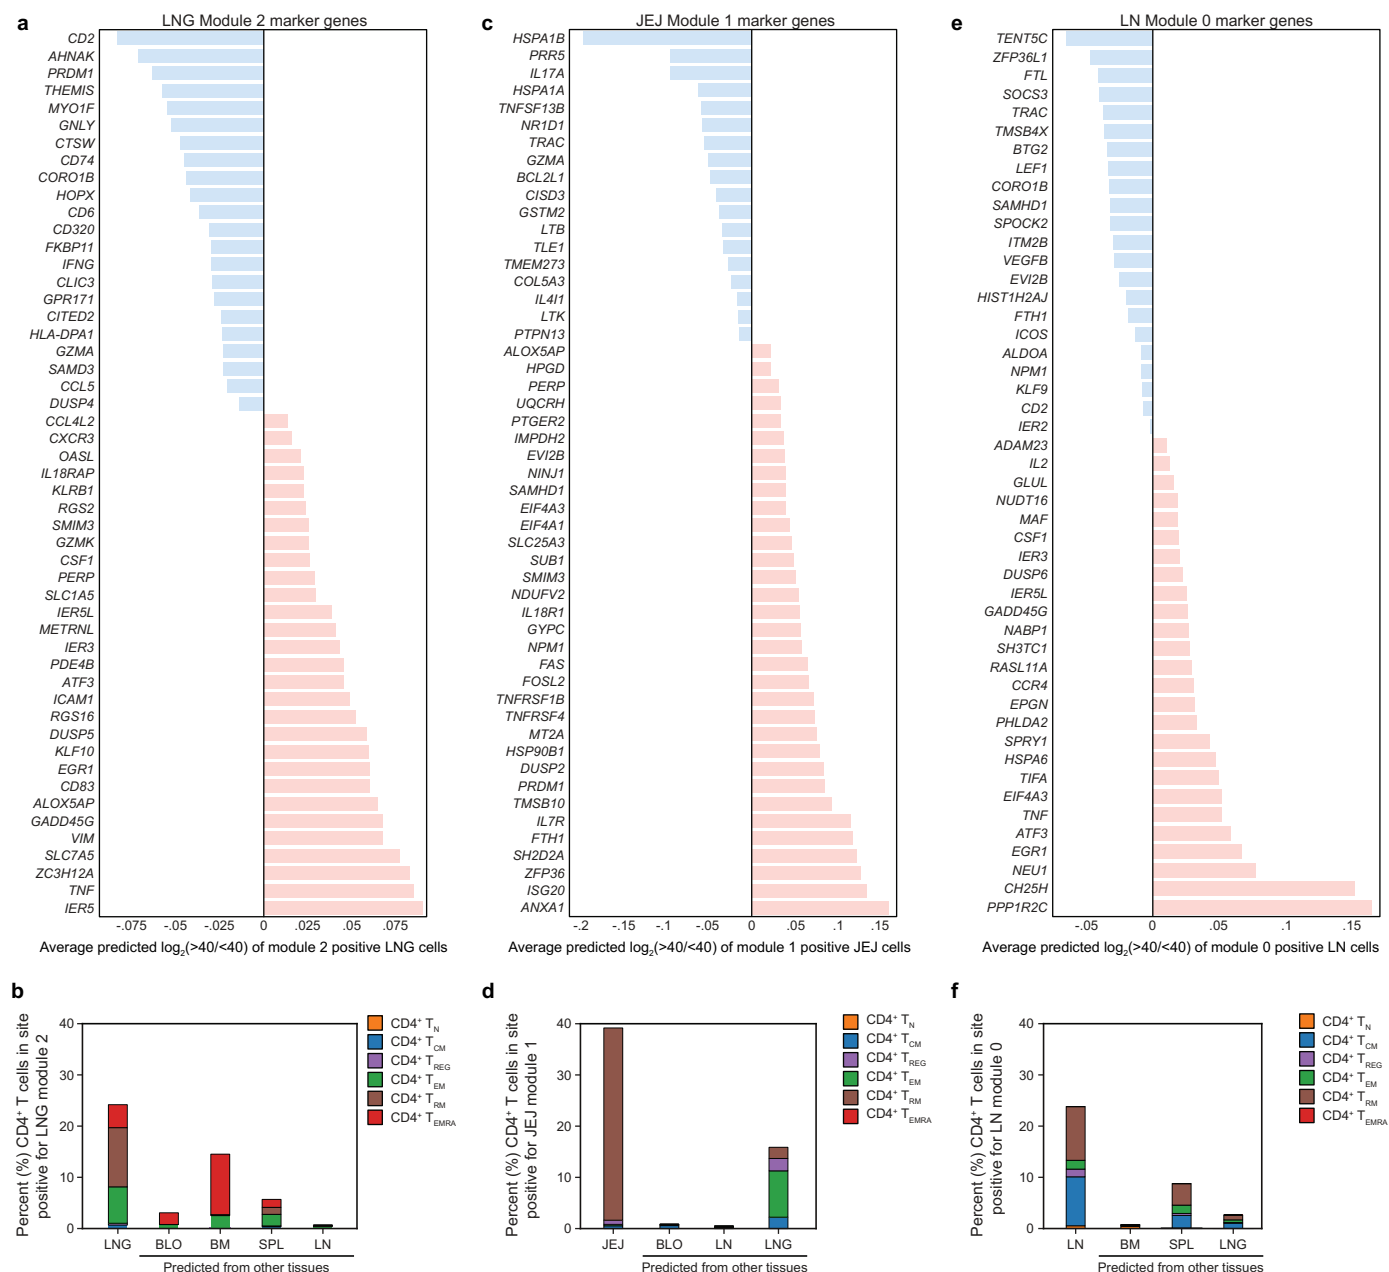 a
LNG Module 2 marker genes
CD2
AHNAK
PRDM1
THEMIS
MYO1F
GNLY
CTSW
CD74
CORO1B
HOPX
CD6
CD320
FKBP11
IFNG
CLIC3
GPR171
CITED2
HLA-DPA1
GZMA
SAMD3
CCL5
DUSP4
CCL4L2
CXCR3
OASL
IL18RAP
KLRB1
RGS2
SMIM3
GZMK
CSF1
PERP
SLC1A5
IER5L
METRNL
IER3
PDE4B
ATF3
ICAM1
RGS16
DUSP5
KLF10
EGR1
CD83
ALOX5AP
GADD45G
VIM
SLC7A5
ZC3H12A
TNF
IER5
-.075 -.05 -.025 0 .025 .05 .075
Average predicted log2(>40/<40) of module 2 positive LNG cells
c
JEJ Module 1 marker genes
HSPA1B
PRR5
IL17A
HSPA1A
TNFSF13B
NR1D1
TRAC
GZMA
BCL2L1
CISD3
GSTM2
LTB
TLE1
TMEM273
COL5A3
IL4I1
LTK
PTPN13
ALOX5AP
HPGD
PERP
UQCRH
PTGER2
IMPDH2
EVI2B
NINJ1
SAMHD1
EIF4A3
EIF4A1
SLC25A3
SUB1
SMIM3
NDUFV2
IL18R1
GYPC
NPM1
FAS
FOSL2
TNFRSF1B
TNFRSF4
MT2A
HSP90B1
DUSP2
PRDM1
TMSB10
IL7R
FTH1
SH2D2A
ZFP36
ISG20
ANXA1
-.2 -.15 -.1 -.05 0 .05 .1 .15
Average predicted log2(>40/<40) of module 1 positive JEJ cells
e
LN Module 0 marker genes
TENT5C
ZFP36L1
FTL
SOCS3
TRAC
TMSB4X
BTG2
LEF1
CORO1B
SAMHD1
SPOCK2
ITM2B
VEGFB
EVI2B
HIST1H2AJ
FTH1
ICOS
ALDOA
NPM1
KLF9
CD2
IER2
ADAM23
IL2
GLUL
NUDT16
MAF
CSF1
IER3
DUSP6
IER5L
GADD45G
NABP1
SH3TC1
RASL11A
CCR4
EPGN
PHLDA2
SPRY1
HSPA6
TIFA
EIF4A3
TNF
ATF3
EGR1
NEU1
CH25H
PPP1R2C
-.05 0 .05 .1 .15
Average predicted log2(>40/<40) of module 0 positive LN cells
b
Percent (%) CD4+ T cells in site
positive for LNG module 2
40
30
20
10
0
LNG BLO BM SPL LN
Predicted from other tissues
CD4+ TN
CD4+ TCM
CD4+ TREG
CD4+ TEM
CD4+ TRM
CD4+ TEMRA
d
Percent (%) CD4+ T cells in site
positive for JEJ module 1
40
30
20
10
0
JEJ BLO LN LNG
Predicted from other tissues
CD4+ TN
CD4+ TCM
CD4+ TREG
CD4+ TEM
CD4+ TRM
CD4+ TEMRA
f
Percent (%) CD4+ T cells in site
positive for LN module 0
40
30
20
10
0
LN BM SPL LNG
Predicted from other tissues
CD4+ TN
CD4+ TCM
CD4+ TREG
CD4+ TEM
CD4+ TRM
CD4+ TEMRA